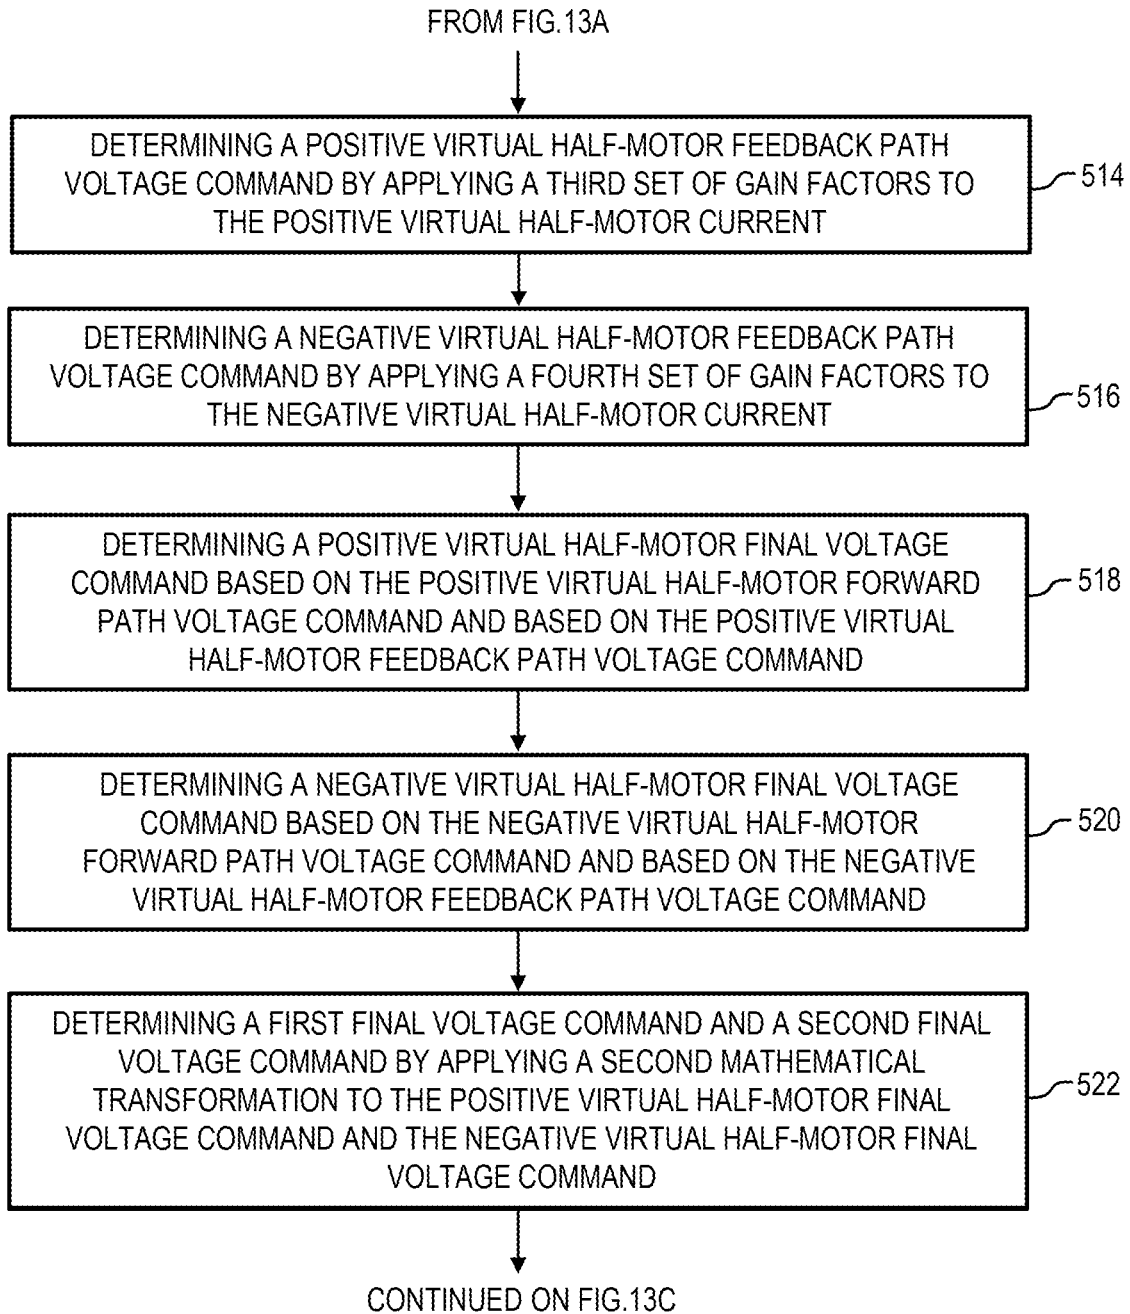 FROM FIG.13A
DETERMINING A POSITIVE VIRTUAL HALF-MOTOR FEEDBACK PATH
VOLTAGE COMMAND BY APPLYING A THIRD SET OF GAIN FACTORS TO
THE POSITIVE VIRTUAL HALF-MOTOR CURRENT
514
DETERMINING A NEGATIVE VIRTUAL HALF-MOTOR FEEDBACK PATH
VOLTAGE COMMAND BY APPLYING A FOURTH SET OF GAIN FACTORS TO
THE NEGATIVE VIRTUAL HALF-MOTOR CURRENT
516
DETERMINING A POSITIVE VIRTUAL HALF-MOTOR FINAL VOLTAGE
COMMAND BASED ON THE POSITIVE VIRTUAL HALF-MOTOR FORWARD
PATH VOLTAGE COMMAND AND BASED ON THE POSITIVE VIRTUAL
HALF-MOTOR FEEDBACK PATH VOLTAGE COMMAND
518
DETERMINING A NEGATIVE VIRTUAL HALF-MOTOR FINAL VOLTAGE
COMMAND BASED ON THE NEGATIVE VIRTUAL HALF-MOTOR
FORWARD PATH VOLTAGE COMMAND AND BASED ON THE NEGATIVE
VIRTUAL HALF-MOTOR FEEDBACK PATH VOLTAGE COMMAND
520
DETERMINING A FIRST FINAL VOLTAGE COMMAND AND A SECOND FINAL
VOLTAGE COMMAND BY APPLYING A SECOND MATHEMATICAL
TRANSFORMATION TO THE POSITIVE VIRTUAL HALF-MOTOR FINAL
VOLTAGE COMMAND AND THE NEGATIVE VIRTUAL HALF-MOTOR FINAL
VOLTAGE COMMAND
522
CONTINUED ON FIG.13C